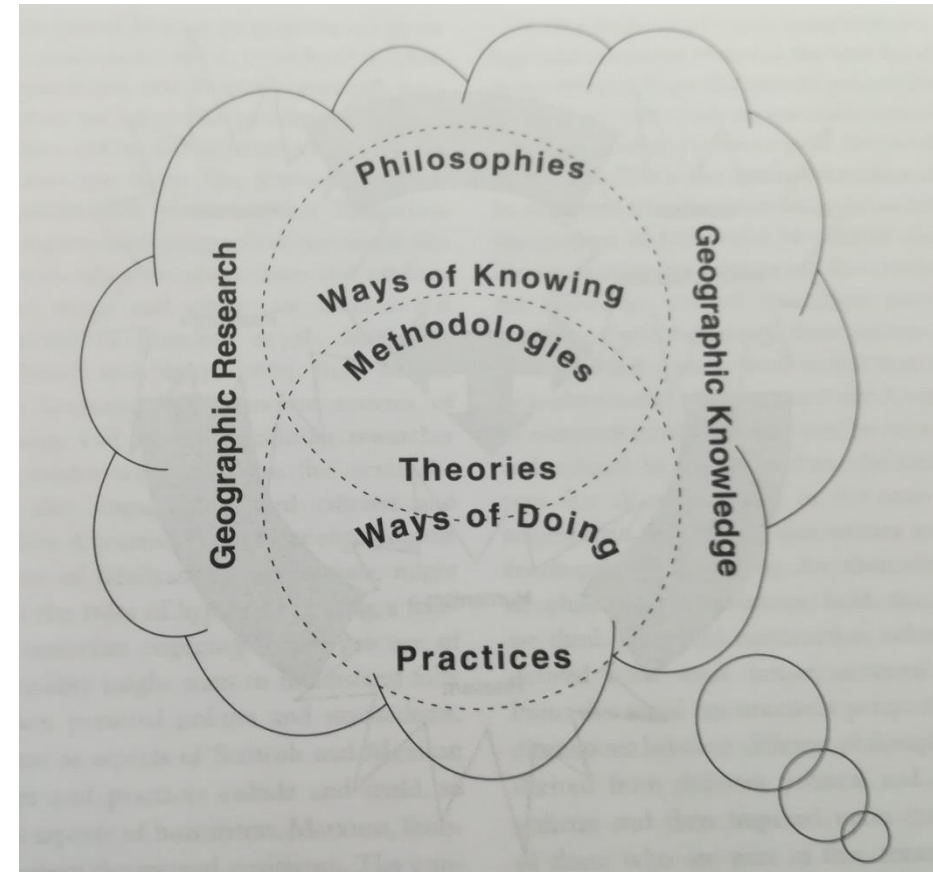 Philosophies
Ways of Knowing
Methodologies
Theories
Ways of Doing
Practices
Geographic Research
Geographic Knowledge